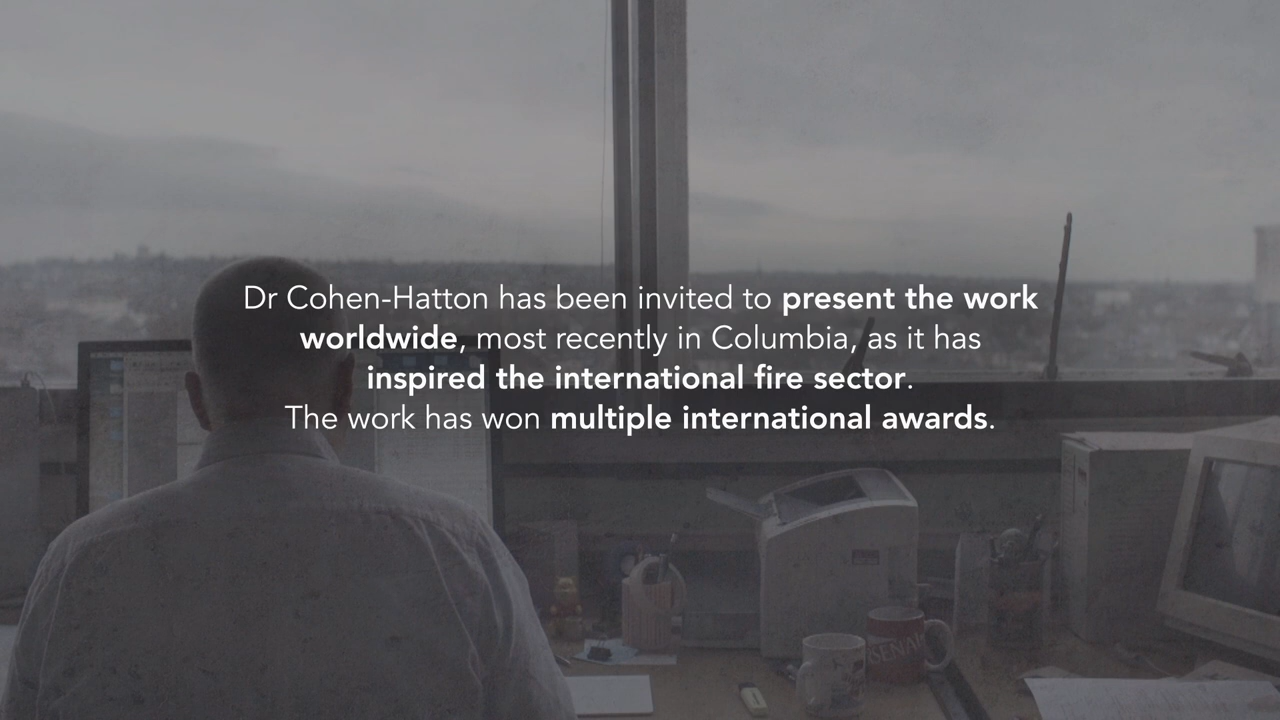 Dr Cohen-Hatton has been invited to present the work
worldwide, most recently in Columbia, as it has
inspired the international fire sector.
The work has won multiple international awards.